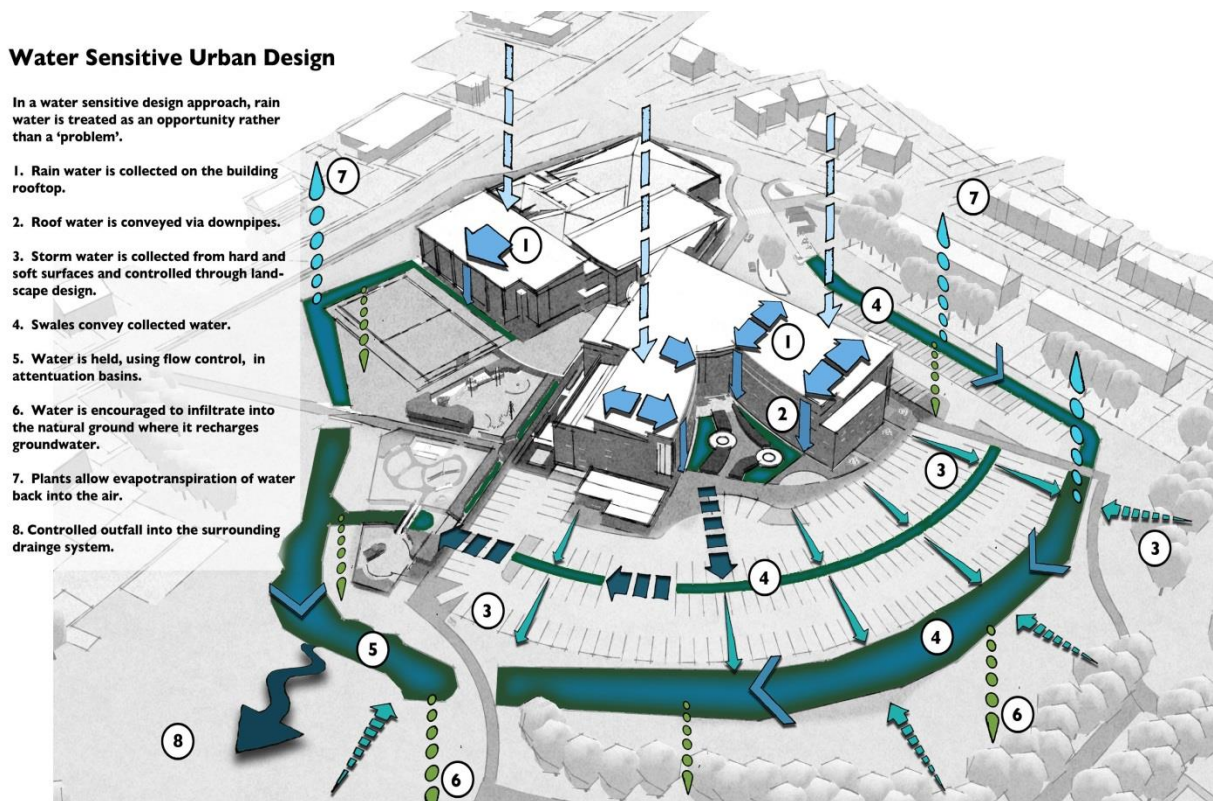 Water Sensitive Urban Design
In a water sensitive design approach, rain
water is treated as an opportunity rather
than a ‘problem’.
1. Rain water is collected on the building
rooftop.
2. Roof water is conveyed via downpipes.
3. Storm water is collected from hard and
soft surfaces and controlled through land-
scape design.
4. Swales convey collected water.
5. Water is held, using flow control, in
attentuation basins.
6. Water is encouraged to infiltrate into
the natural ground where it recharges
groundwater.
7. Plants allow evapotranspiration of water
back into the air.
8. Controlled outfall into the surrounding
drainge system.
7
7
1
4
1
2
3
3
4
3
4
5
6
8
6